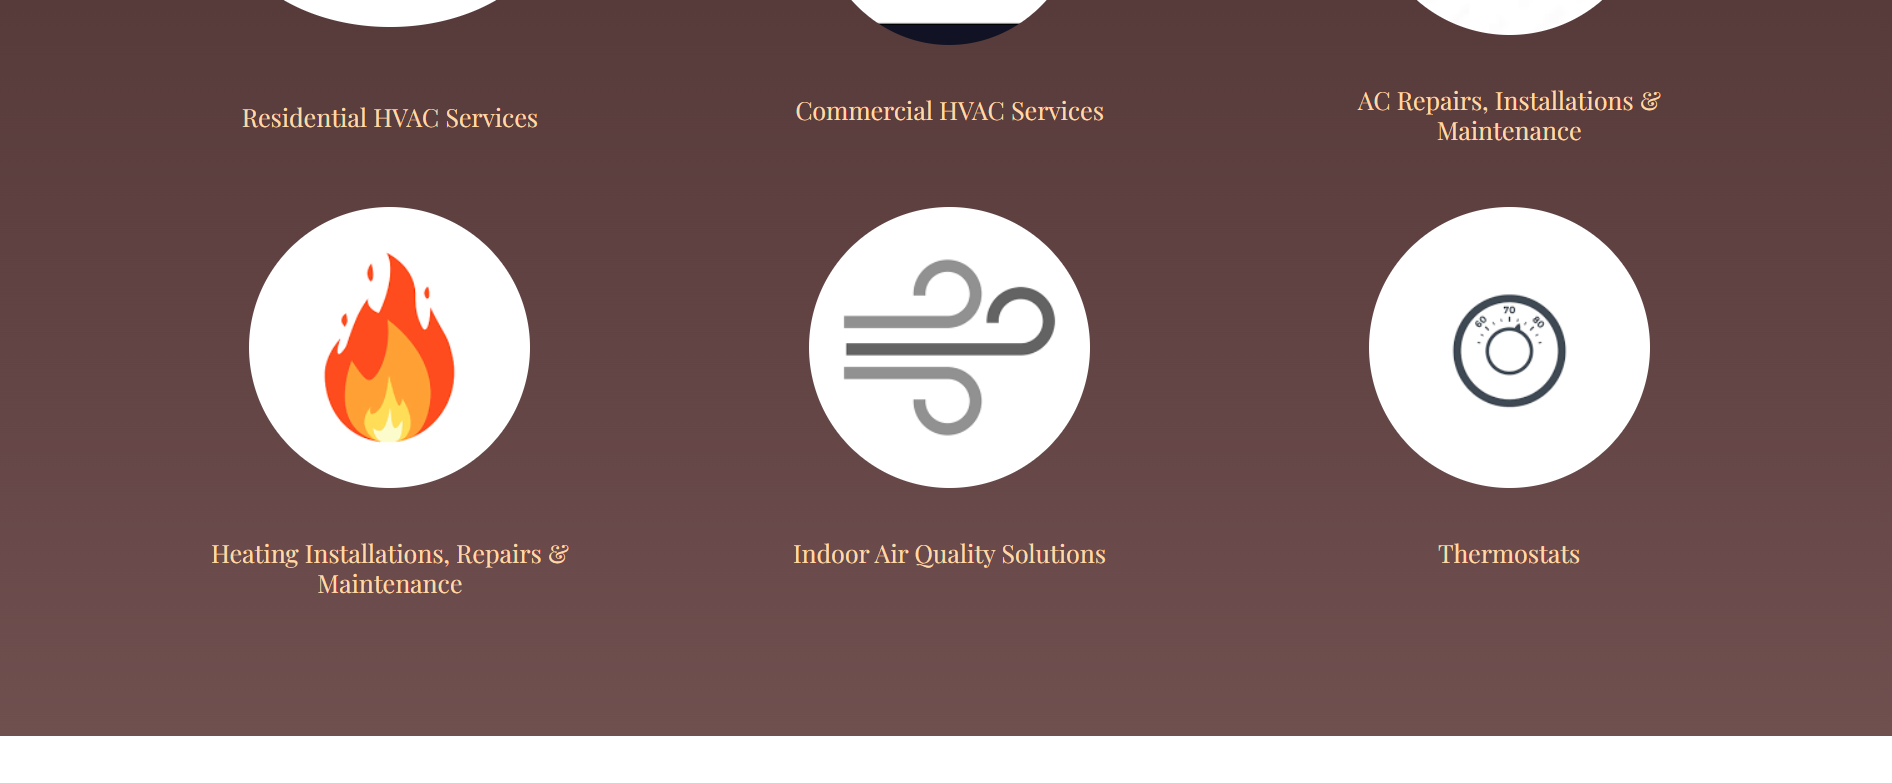 Residential HVAC Services
Commercial HVAC Services
AC Repairs, Installations &
Maintenance
60 70 80
Heating Installations, Repairs &
Maintenance
Indoor Air Quality Solutions
Thermostats